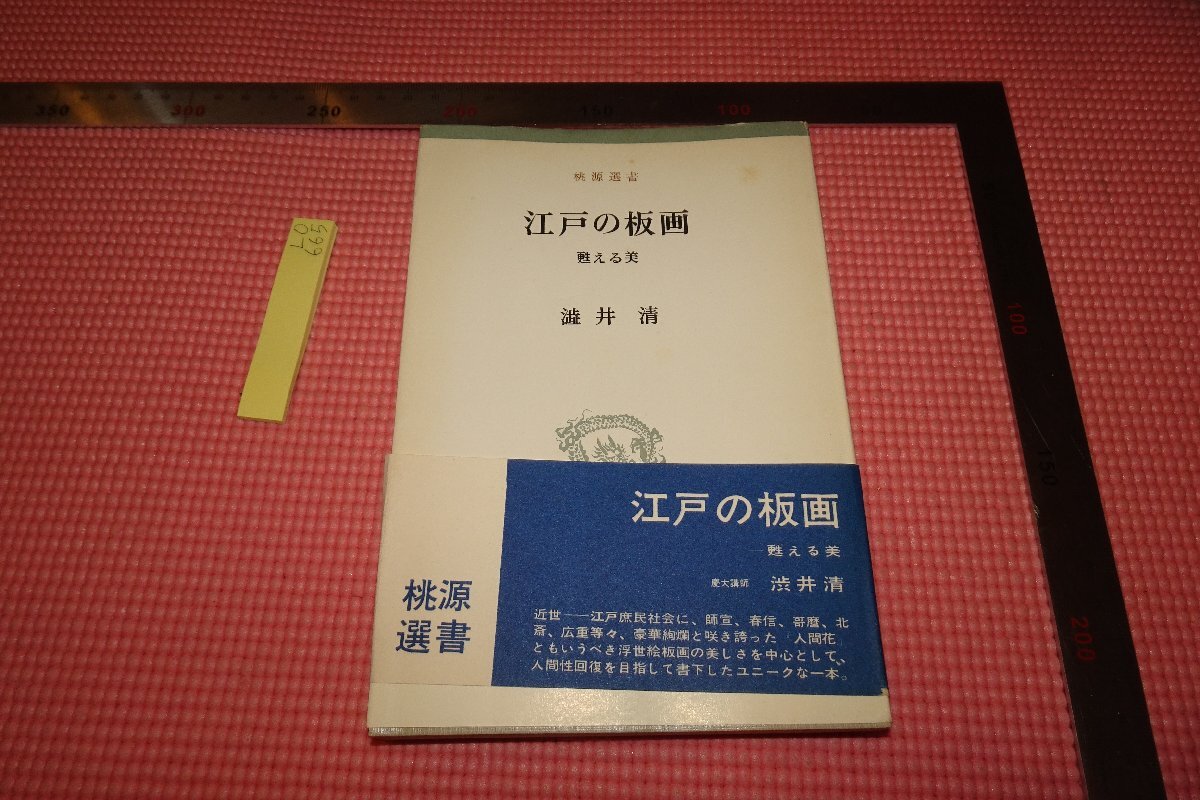 350 300 250 200 150 100 50
50
100
150
200
LO
665
桃源選書
江戸の板画
甦える美
澁井 清
江戸の板画
—甦える美
慶大講師 渋井清
桃源
選書
近世——江戸庶民社会に、師宣、春信、哥麿、北
斎、広重等々、豪華絢爛と咲き誇った「人間花」
ともいうべき浮世絵板画の美しさを中心として、
人間性回復を目指して書下したユニークな一本。